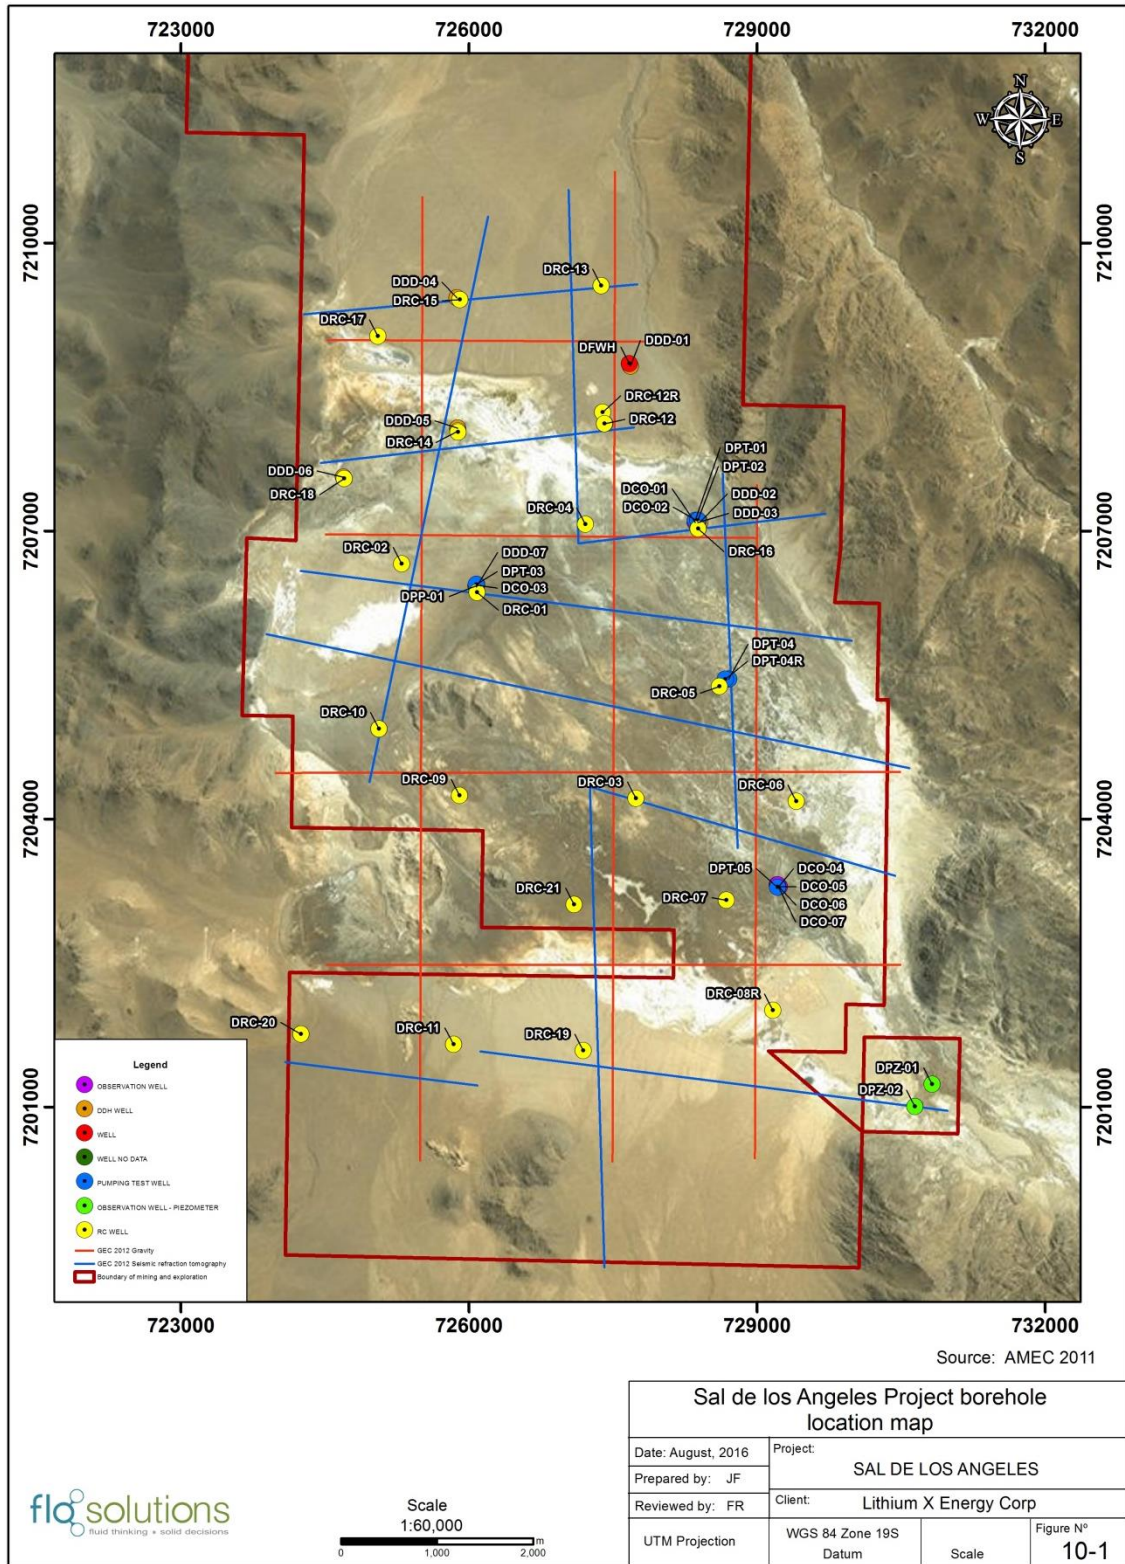 723000
726000
729000
732000
N
W
E
S
7210000
7210000
DRC-13
DDD-04
DRC-15
DRC-17
DFWH
DDD-01
DRC-12R
DRC-12
DDD-05
DRC-14
DPT-01
DPT-02
DDD-06
DRC-18
DCO-01
DCO-02
DDD-02
DDD-03
DRC-04
DRC-16
7207000
7207000
DRC-02
DDD-07
DPT-03
DCO-03
DPP-01
DRC-01
DPT-04
DPT-04R
DRC-05
DRC-10
DRC-09
DRC-03
DRC-06
7204000
7204000
DPT-05
DCO-04
DCO-05
DCO-06
DCO-07
DRC-21
DRC-07
DRC-08R
DRC-20
DRC-11
DRC-19
DPZ-01
DPZ-02
7201000
7201000
Legend
OBSERVATION WELL
DDH WELL
WELL
WELL NO DATA
PUMPING TEST WELL
OBSERVATION WELL - PIEZOMETER
RC WELL
GEC 2012 Gravity
GEC 2012 Seismic refraction tomography
Boundary of mining and exploration
723000
726000
729000
732000
Source: AMEC 2011
Sal de los Angeles Project borehole
location map
Date: August, 2016
Project:
SAL DE LOS ANGELES
Prepared by: JF
Reviewed by: FR
Client: Lithium X Energy Corp
UTM Projection
WGS 84 Zone 19S
Datum
Scale
Figure Nº
10-1
flo solutions
fluid thinking + solid decisions
Scale
1:60,000
m
0 1,000 2,000